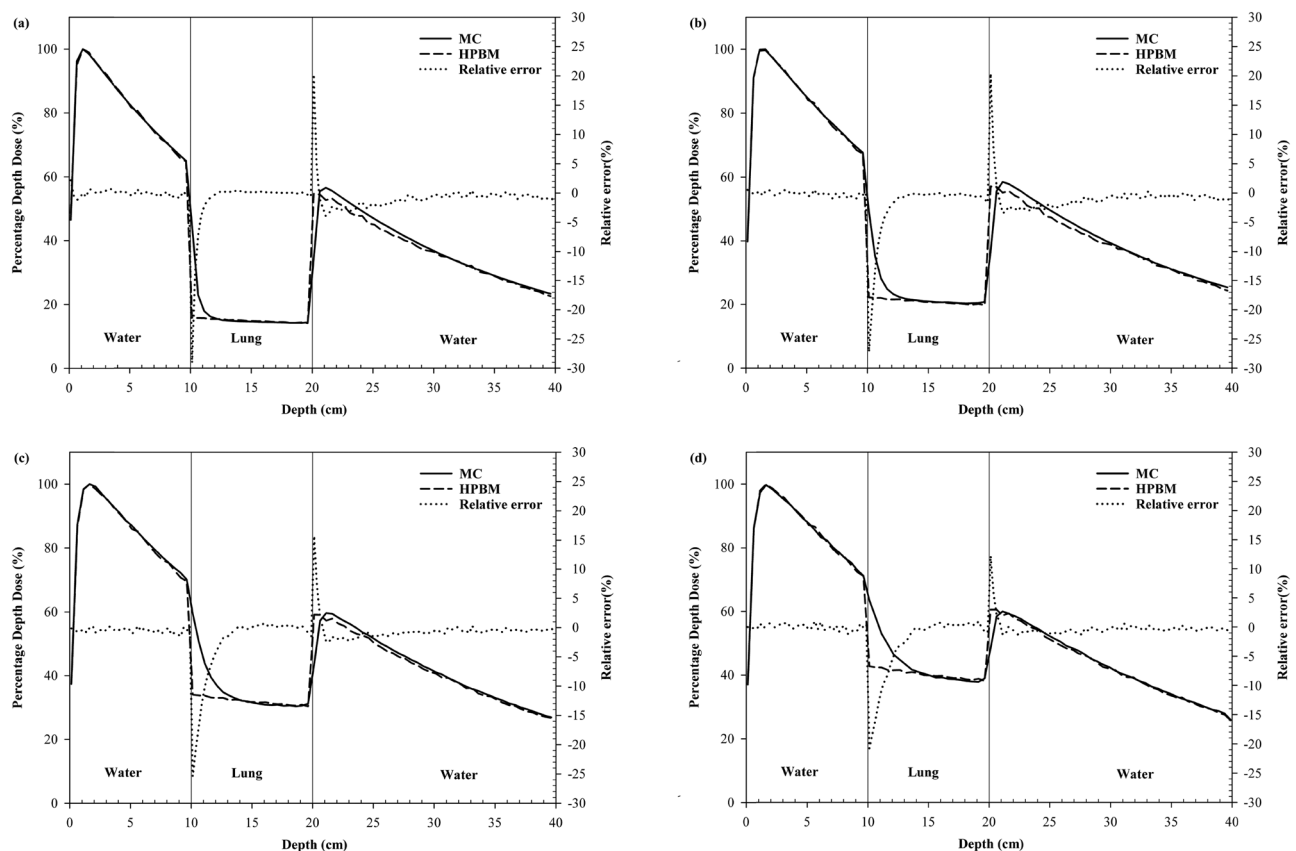 (a)
MC
HPBM
Relative error
Percentage Depth Dose (%)
100
80
60
40
20
0
30
25
20
15
10
5
0
-5
-10
-15
-20
-25
-30
Relative error(%)
Water
Lung
Water
0 5 10 15 20 25 30 35 40
Depth (cm)
(b)
MC
HPBM
Relative error
Percentage Depth Dose (%)
100
80
60
40
20
0
30
25
20
15
10
5
0
-5
-10
-15
-20
-25
-30
Relative error(%)
Water
Lung
Water
0 5 10 15 20 25 30 35 40
Depth (cm)
(c)
MC
HPBM
Relative error
Percentage Depth Dose (%)
100
80
60
40
20
0
30
25
20
15
10
5
0
-5
-10
-15
-20
-25
-30
Relative error(%)
Water
Lung
Water
0 5 10 15 20 25 30 35 40
Depth (cm)
(d)
MC
HPBM
Relative error
Percentage Depth Dose (%)
100
80
60
40
20
0
30
25
20
15
10
5
0
-5
-10
-15
-20
-25
-30
Relative error(%)
Water
Lung
Water
0 5 10 15 20 25 30 35 40
Depth (cm)